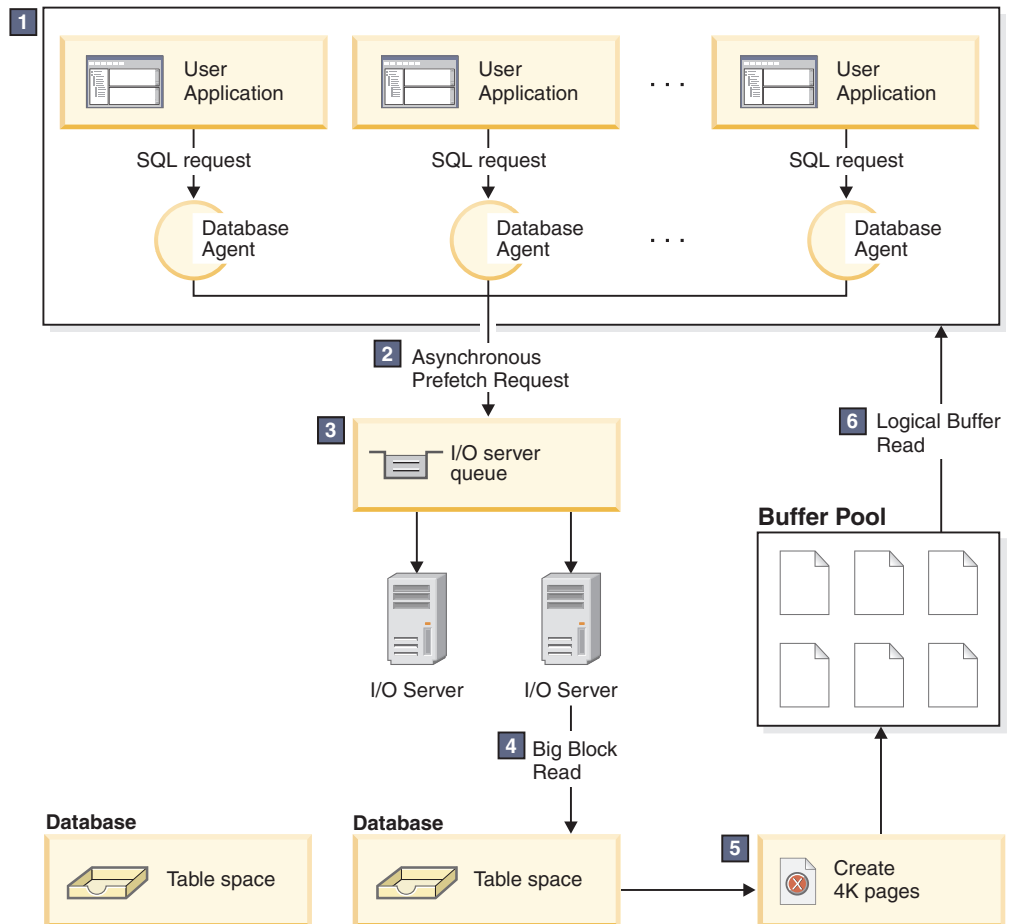 1
User
Application
User
Application
. . .
User
Application
SQL request
SQL request
SQL request
Database
Agent
Database
Agent
. . .
Database
Agent
2
Asynchronous
Prefetch Request
3
I/O server
queue
6
Logical Buffer
Read
Buffer Pool
I/O Server
I/O Server
4
Big Block
Read
Database
Table space
Database
Table space
5
Create
4K pages